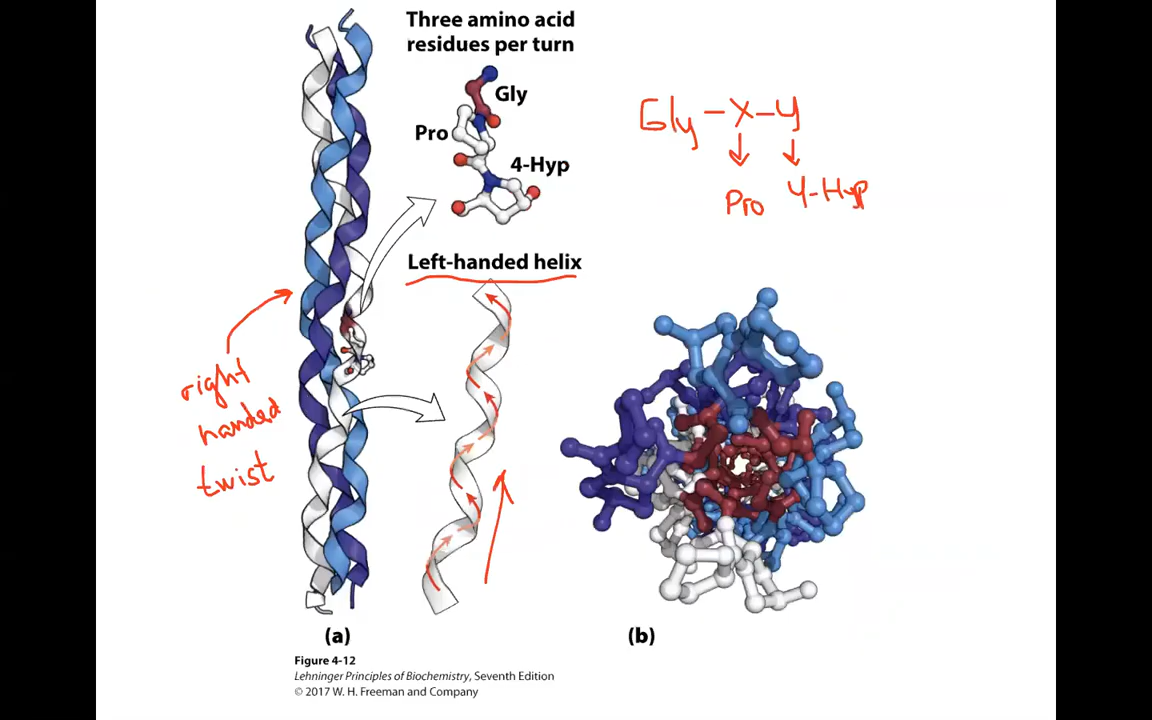 Three amino acid
residues per turn
Gly
Pro
4-Hyp
Gly – X – Y
Pro
4-Hyp
Left-handed helix
right
handed
twist
(a)
(b)
Figure 4-12
Lehninger Principles of Biochemistry, Seventh Edition
© 2017 W. H. Freeman and Company